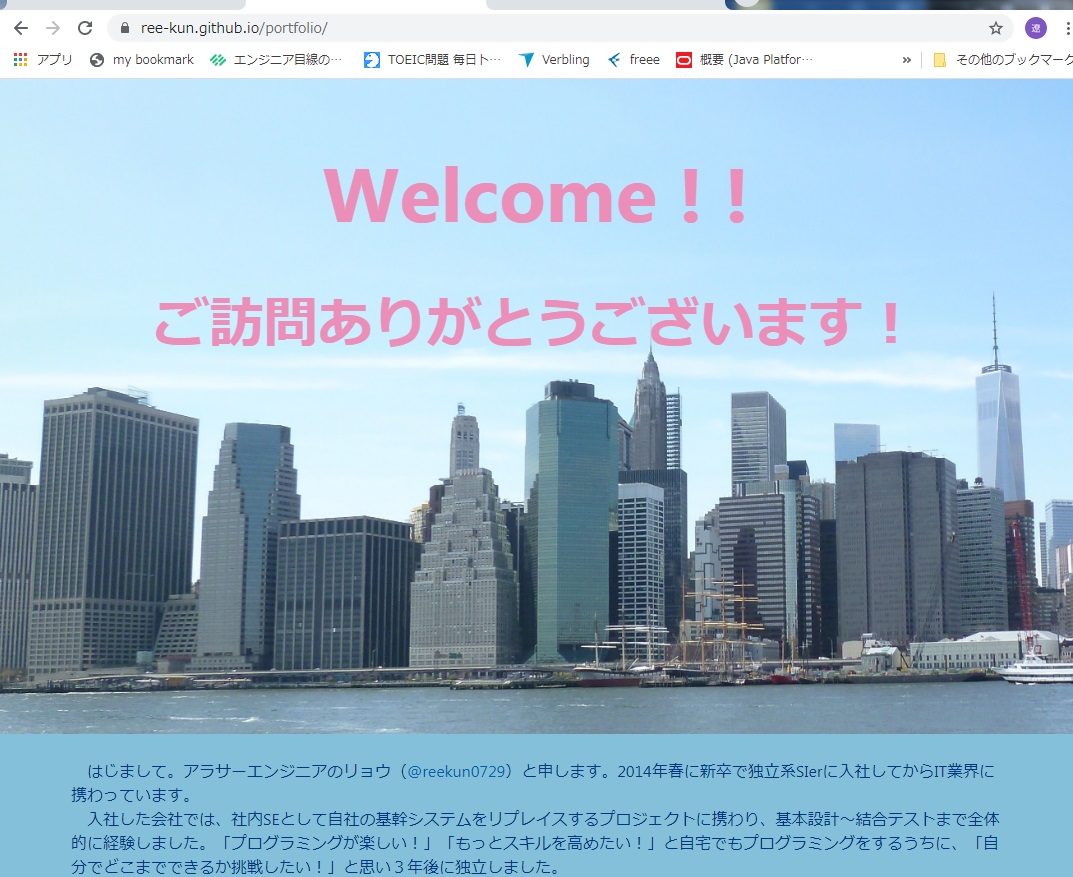 ree-kun.github.io/portfolio/
遼
アプリ my bookmark エンジニア目線の… TOEIC問題 毎日ト… Verbling freee 概要 (Java Platfor… » その他のブックマーク
Welcome！！
ご訪問ありがとうございます！
はじまして。アラサーエンジニアのリョウ（@reekun0729）と申します。2014年春に新卒で独立系SIerに入社してからIT業界に
携わっています。
入社した会社では、社内SEとして自社の基幹システムをリプレイスするプロジェクトに携わり、基本設計～結合テストまで全体
的に経験しました。「プログラミングが楽しい！」「もっとスキルを高めたい！」と自宅でもプログラミングをするうちに、「自
分でどこまでできるか挑戦したい！」と思い３年後に独立しました。